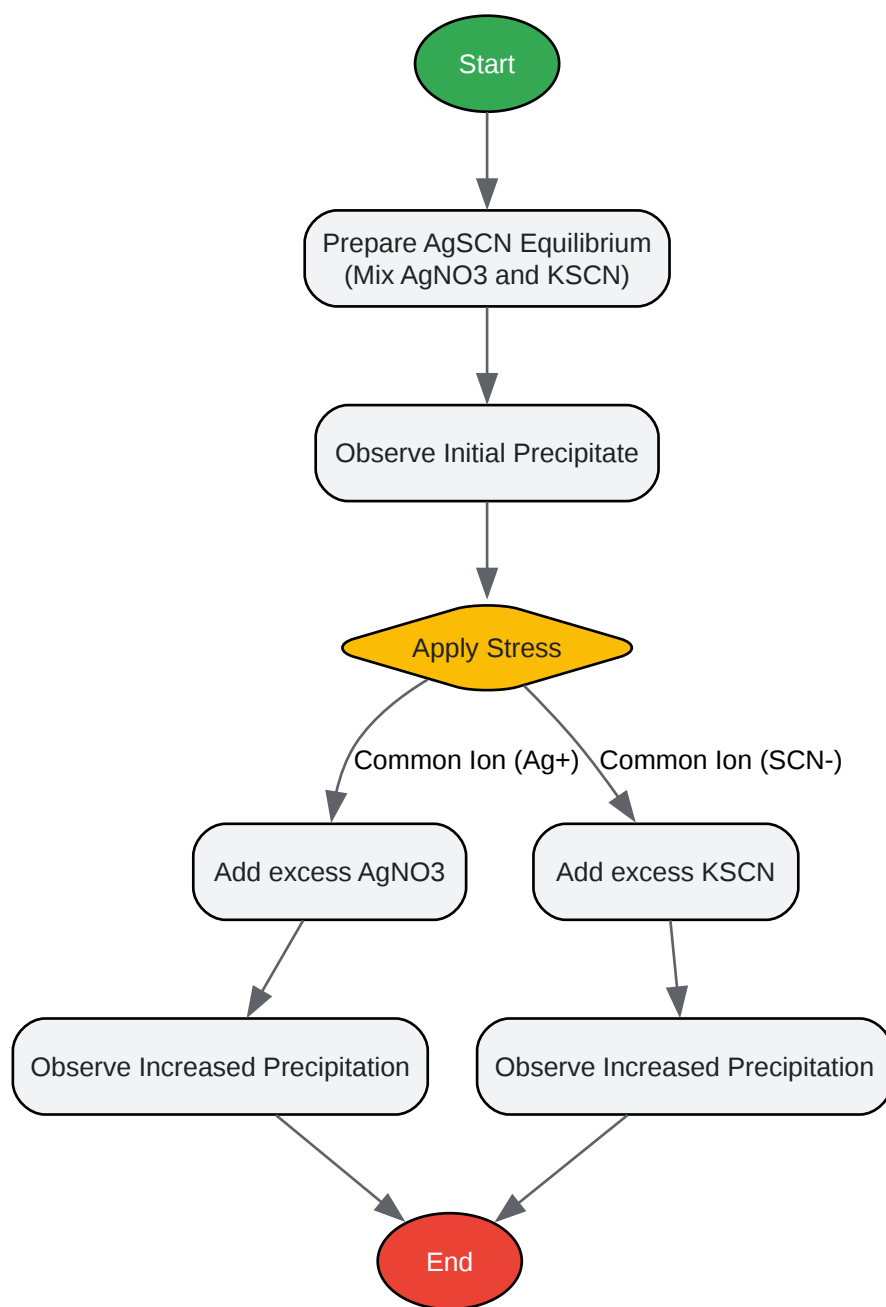 Start
Prepare AgSCN Equilibrium
(Mix AgNO3 and KSCN)
Observe Initial Precipitate
Apply Stress
Common Ion (Ag+)
Common Ion (SCN-)
Add excess AgNO3
Add excess KSCN
Observe Increased Precipitation
Observe Increased Precipitation
End